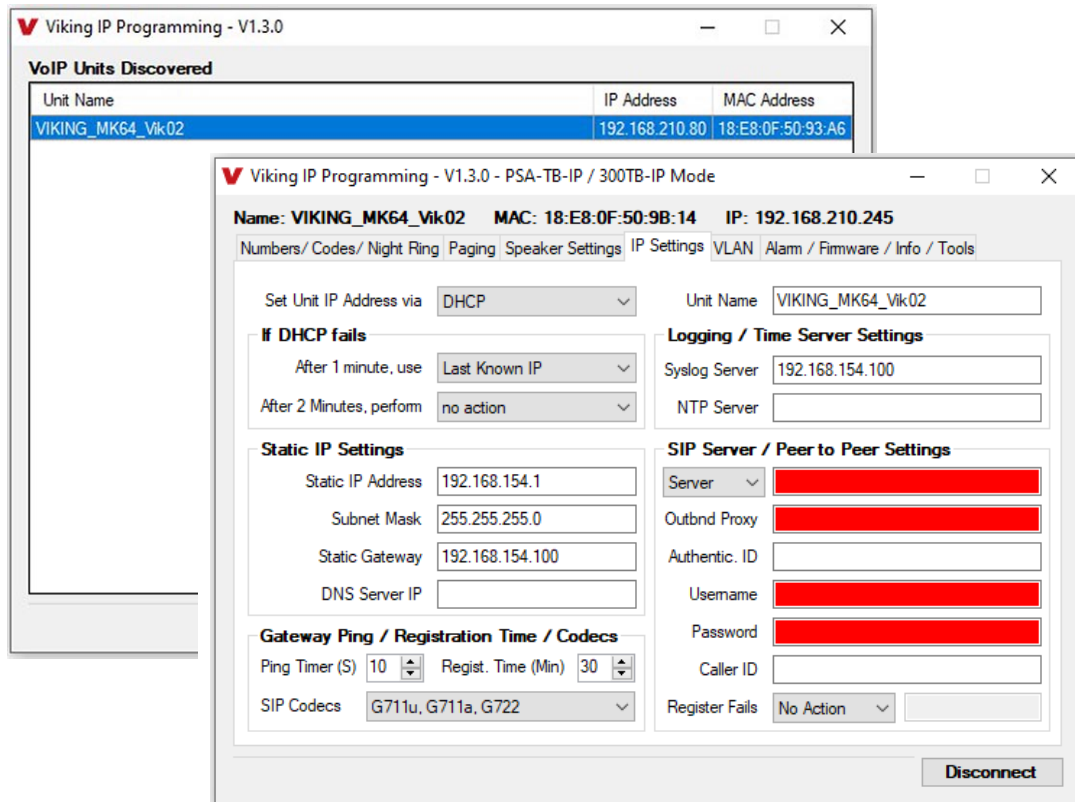 Viking IP Programming - V1.3.0
VoIP Units Discovered
Unit Name IP Address MAC Address
VIKING_MK64_Vik02 192.168.210.80 18:E8:0F:50:93:A6
Viking IP Programming - V1.3.0 - PSA-TB-IP / 300TB-IP Mode
Name: VIKING_MK64_Vik02 MAC: 18:E8:0F:50:9B:14 IP: 192.168.210.245
Numbers/ Codes/ Night Ring Paging Speaker Settings IP Settings VLAN Alarm / Firmware / Info / Tools
Set Unit IP Address via DHCP
If DHCP fails
After 1 minute, use Last Known IP
After 2 Minutes, perform no action
Static IP Settings
Static IP Address 192.168.154.1
Subnet Mask 255.255.255.0
Static Gateway 192.168.154.100
DNS Server IP
Gateway Ping / Registration Time / Codecs
Ping Timer (S) 10 Regist. Time (Min) 30
SIP Codecs G711u, G711a, G722
Unit Name VIKING_MK64_Vik02
Logging / Time Server Settings
Syslog Server 192.168.154.100
NTP Server
SIP Server / Peer to Peer Settings
Server
Outbnd Proxy
Authentic. ID
Username
Password
Caller ID
Register Fails No Action
Disconnect